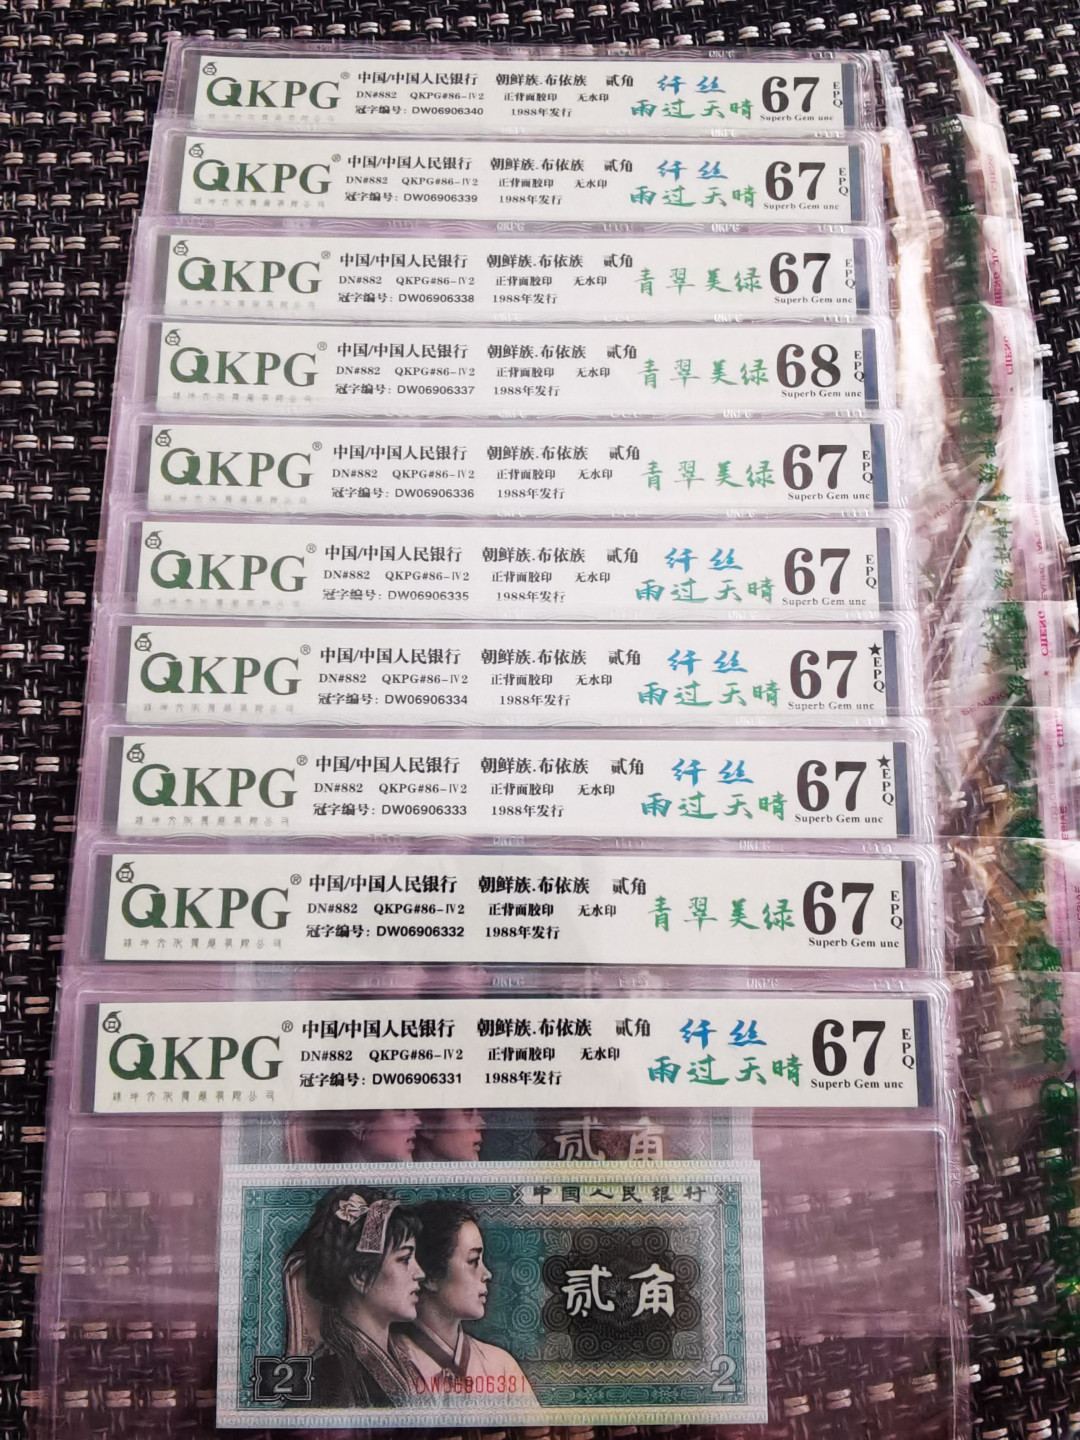 QKPG®
中国/中国人民银行 朝鲜族.布依族 贰角
DN#882 QKPG#86-IV2 正背面胶印 无水印
冠字编号: DW06906340 1988年发行
纤丝
雨过天晴
67
EPQ
Superb Gem unc
QKPG®
中国/中国人民银行 朝鲜族.布依族 贰角
DN#882 QKPG#86-IV2 正背面胶印 无水印
冠字编号: DW06906339 1988年发行
纤丝
雨过天晴
67
EPQ
Superb Gem unc
QKPG®
中国/中国人民银行 朝鲜族.布依族 贰角
DN#882 QKPG#86-IV2 正背面胶印 无水印
冠字编号: DW06906338 1988年发行
青翠美绿
67
EPQ
Superb Gem unc
QKPG®
中国/中国人民银行 朝鲜族.布依族 贰角
DN#882 QKPG#86-IV2 正背面胶印 无水印
冠字编号: DW06906337 1988年发行
青翠美绿
68
EPQ
Superb Gem unc
QKPG®
中国/中国人民银行 朝鲜族.布依族 贰角
DN#882 QKPG#86-IV2 正背面胶印 无水印
冠字编号: DW06906336 1988年发行
青翠美绿
67
EPQ
Superb Gem unc
QKPG®
中国/中国人民银行 朝鲜族.布依族 贰角
DN#882 QKPG#86-IV2 正背面胶印 无水印
冠字编号: DW06906335 1988年发行
纤丝
雨过天晴
67
EPQ
Superb Gem unc
QKPG®
中国/中国人民银行 朝鲜族.布依族 贰角
DN#882 QKPG#86-IV2 正背面胶印 无水印
冠字编号: DW06906334 1988年发行
纤丝
雨过天晴
67
★EPQ
Superb Gem unc
QKPG®
中国/中国人民银行 朝鲜族.布依族 贰角
DN#882 QKPG#86-IV2 正背面胶印 无水印
冠字编号: DW06906333 1988年发行
纤丝
雨过天晴
67
★EPQ
Superb Gem unc
QKPG®
中国/中国人民银行 朝鲜族.布依族 贰角
DN#882 QKPG#86-IV2 正背面胶印 无水印
冠字编号: DW06906332 1988年发行
青翠美绿
67
EPQ
Superb Gem unc
QKPG®
中国/中国人民银行 朝鲜族.布依族 贰角
DN#882 QKPG#86-IV2 正背面胶印 无水印
冠字编号: DW06906331 1988年发行
纤丝
雨过天晴
67
EPQ
Superb Gem unc
贰角
中国人民银行
贰角
2
DW06906331
2